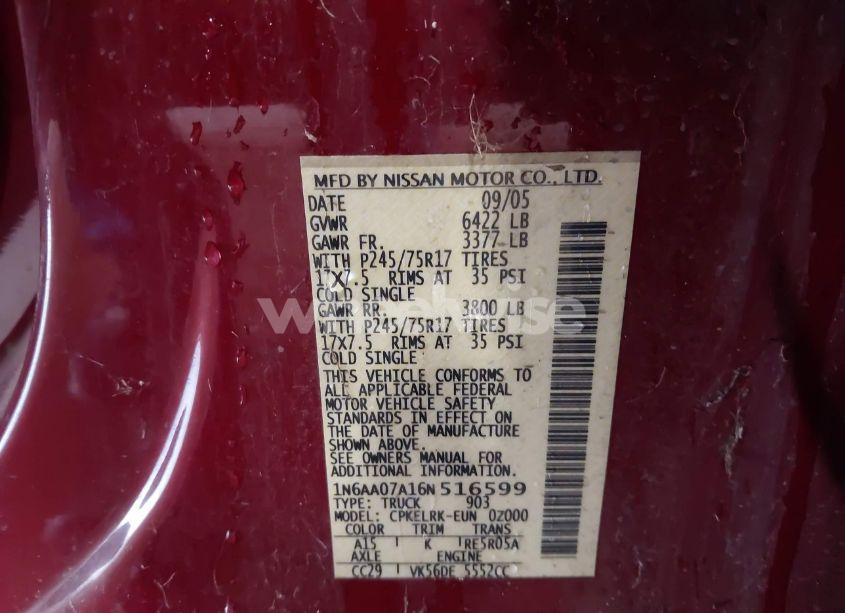 MFD BY NISSAN MOTOR CO., LTD.
DATE 09/05
GVWR 6422 LB
GAWR FR. 3377 LB
WITH P245/75R17 TIRES
17X7.5 RIMS AT 35 PSI
COLD SINGLE
GAWR RR. 3800 LB
WITH P245/75R17 TIRES
17X7.5 RIMS AT 35 PSI
COLD SINGLE
THIS VEHICLE CONFORMS TO
ALL APPLICABLE FEDERAL
MOTOR VEHICLE SAFETY
STANDARDS IN EFFECT ON
THE DATE OF MANUFACTURE
SHOWN ABOVE.
SEE OWNERS MANUAL FOR
ADDITIONAL INFORMATION
1N6AA07A16N516599
TYPE: TRUCK 903
MODEL: CPKELRK-EUN 0Z000
COLOR TRIM TRANS
A15 K RE5R05A
AXLE ENGINE
CC29 VK56DE 5552CC